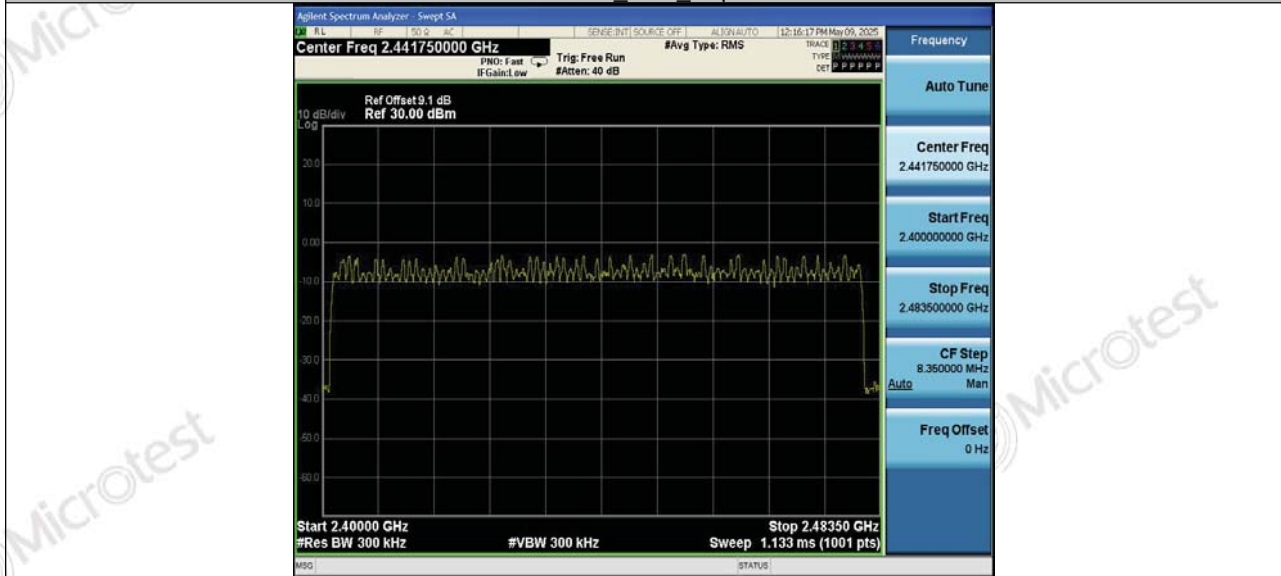 Agilent Spectrum Analyzer - Swept SA
RL RF 50 Ω AC SENSE:INT SOURCE OFF ALIGNAUTO 12:16:17 PM May 09, 2025
Center Freq 2.441750000 GHz
#Avg Type: RMS
TRACE 1 2 3 4 5 6
PNO: Fast
Trig: Free Run
TYPE
IFGain:Low
#Atten: 40 dB
DET P P P P P P
Ref Offset 9.1 dB
10 dB/div Ref 30.00 dBm
Log
20.0
10.0
0.00
-10.0
-20.0
-30.0
-40.0
-50.0
-60.0
Start 2.40000 GHz
Stop 2.48350 GHz
#Res BW 300 kHz
#VBW 300 kHz
Sweep 1.133 ms (1001 pts)
MSG
STATUS
Frequency
Auto Tune
Center Freq
2.441750000 GHz
Start Freq
2.400000000 GHz
Stop Freq
2.483500000 GHz
CF Step
8.350000 MHz
Auto Man
Freq Offset
0 Hz
Microtest
Microtest